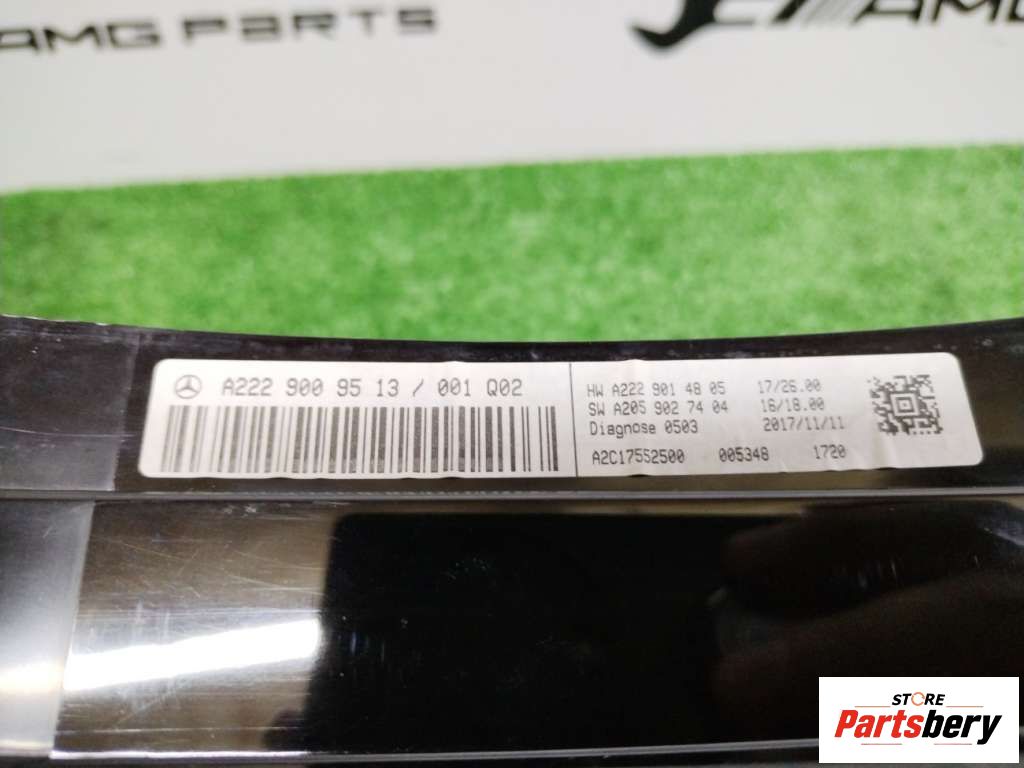 AMG PARTS
AMG
A222 900 95 13 / 001 Q02
HW A222 901 48 05 17/26.00
SW A205 902 74 04 16/18.00
Diagnose 0503 2017/11/11
A2C17552500 005348 1720
STORE
Partsbery